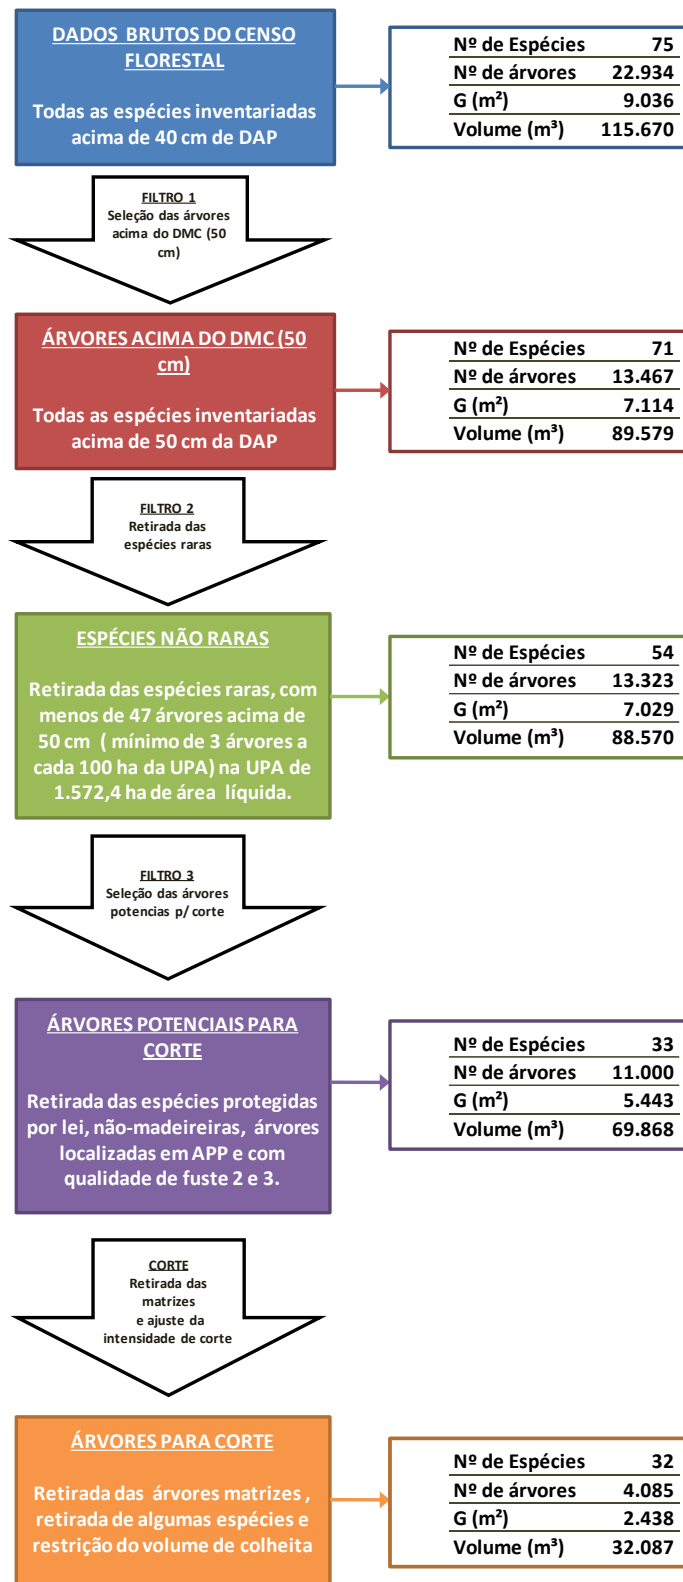 DADOS BRUTOS DO CENSO
FLORESTAL
Todas as espécies inventariadas
acima de 40 cm de DAP
Nº de Espécies 75
Nº de árvores 22.934
G (m²) 9.036
Volume (m³) 115.670
FILTRO 1
Seleção das árvores
acima do DMC (50
cm)
ÁRVORES ACIMA DO DMC (50
cm)
Todas as espécies inventariadas
acima de 50 cm da DAP
Nº de Espécies 71
Nº de árvores 13.467
G (m²) 7.114
Volume (m³) 89.579
FILTRO 2
Retirada das
espécies raras
ESPÉCIES NÃO RARAS
Retirada das espécies raras, com
menos de 47 árvores acima de
50 cm ( mínimo de 3 árvores a
cada 100 ha da UPA) na UPA de
1.572,4 ha de área líquida.
Nº de Espécies 54
Nº de árvores 13.323
G (m²) 7.029
Volume (m³) 88.570
FILTRO 3
Seleção das árvores
potencias p/ corte
ÁRVORES POTENCIAIS PARA
CORTE
Retirada das espécies protegidas
por lei, não-madeireiras, árvores
localizadas em APP e com
qualidade de fuste 2 e 3.
Nº de Espécies 33
Nº de árvores 11.000
G (m²) 5.443
Volume (m³) 69.868
CORTE
Retirada das
matrizes
e ajuste da
intensidade de corte
ÁRVORES PARA CORTE
Retirada das árvores matrizes ,
retirada de algumas espécies e
restrição do volume de colheita
Nº de Espécies 32
Nº de árvores 4.085
G (m²) 2.438
Volume (m³) 32.087